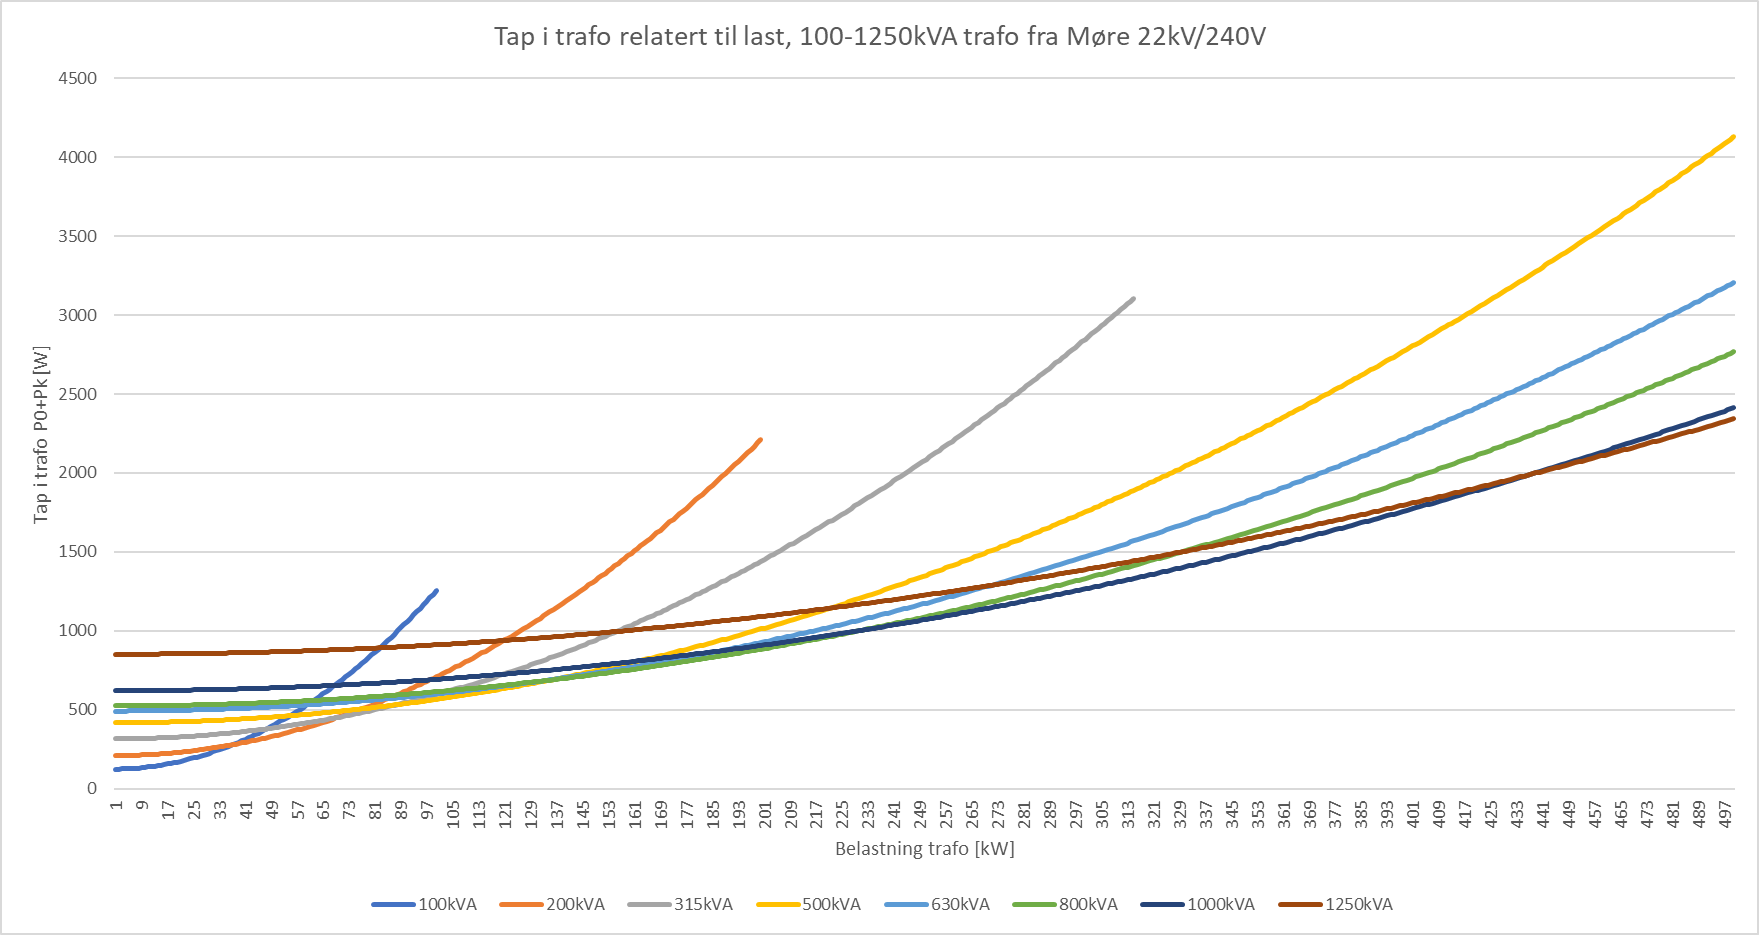 Tap i trafo relatert til last, 100-1250kVA trafo fra Møre 22kV/240V
4500
4000
3500
3000
2500
2000
1500
1000
500
0
Tap i trafo P0+Pk [W]
1 9 17 25 33 41 49 57 65 73 81 89 97 105 113 121 129 137 145 153 161 169 177 185 193 201 209 217 225 233 241 249 257 265 273 281 289 297 305 313 321 329 337 345 353 361 369 377 385 393 401 409 417 425 433 441 449 457 465 473 481 489 497
Belastning trafo [kW]
100kVA 200kVA 315kVA 500kVA 630kVA 800kVA 1000kVA 1250kVA